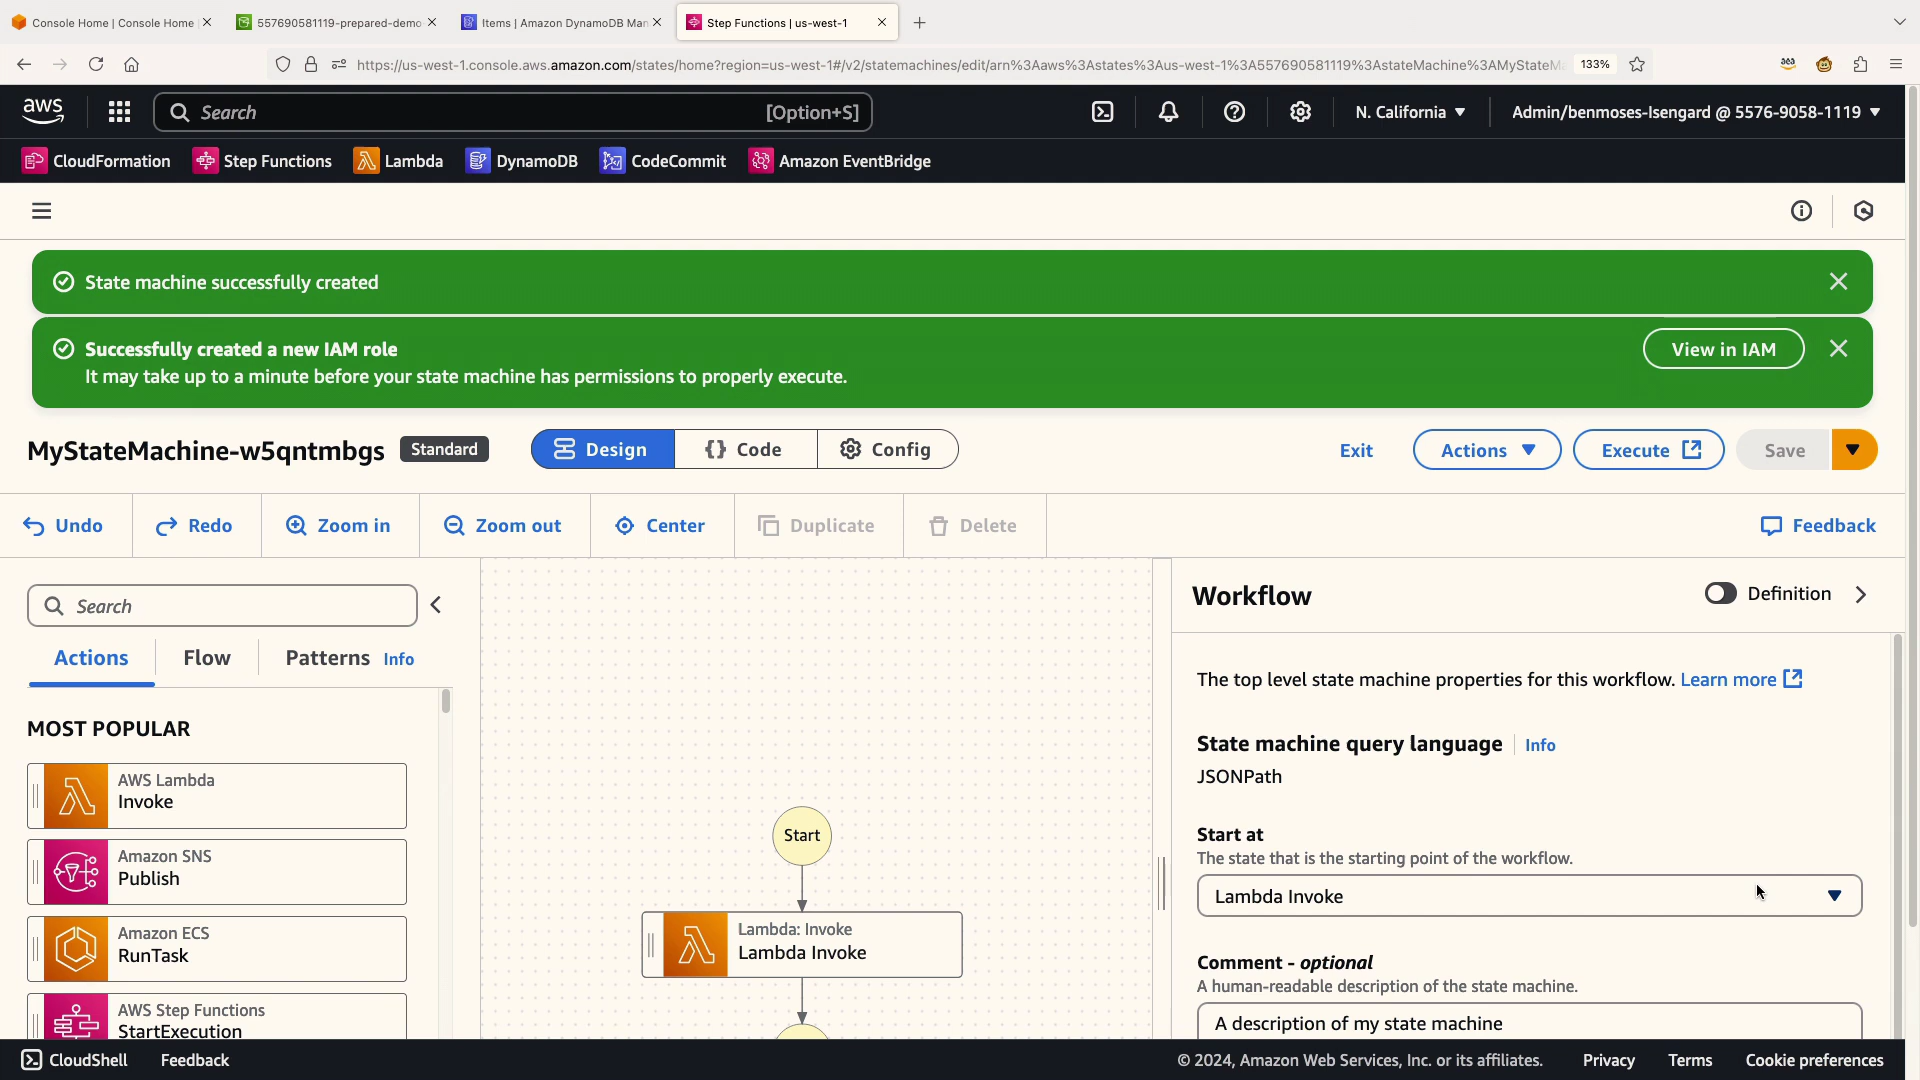 Console Home | Console Home
557690581119-prepared-demo
Items | Amazon DynamoDB Man
Step Functions | us-west-1
https://us-west-1.console.aws.amazon.com/states/home?region=us-west-1#/v2/statemachines/edit/arn%3Aaws%3Astates%3Aus-west-1%3A557690581119%3AstateMachine%3AMyStateM
133%
aws
Search
[Option+S]
N. California
Admin/benmoses-Isengard @ 5576-9058-1119
CloudFormation
Step Functions
Lambda
DynamoDB
CodeCommit
Amazon EventBridge
State machine successfully created
Successfully created a new IAM role
View in IAM
It may take up to a minute before your state machine has permissions to properly execute.
MyStateMachine-w5qntmbgs
Standard
Design
{} Code
Config
Exit
Actions
Execute
Save
Undo
Redo
Zoom in
Zoom out
Center
Duplicate
Delete
Feedback
Search
Actions
Flow
Patterns
Info
MOST POPULAR
AWS Lambda
Invoke
Amazon SNS
Publish
Amazon ECS
RunTask
AWS Step Functions
StartExecution
Start
Lambda: Invoke
Lambda Invoke
Workflow
Definition
The top level state machine properties for this workflow. Learn more
State machine query language
Info
JSONPath
Start at
The state that is the starting point of the workflow.
Lambda Invoke
Comment - optional
A human-readable description of the state machine.
A description of my state machine
CloudShell
Feedback
© 2024, Amazon Web Services, Inc. or its affiliates.
Privacy
Terms
Cookie preferences